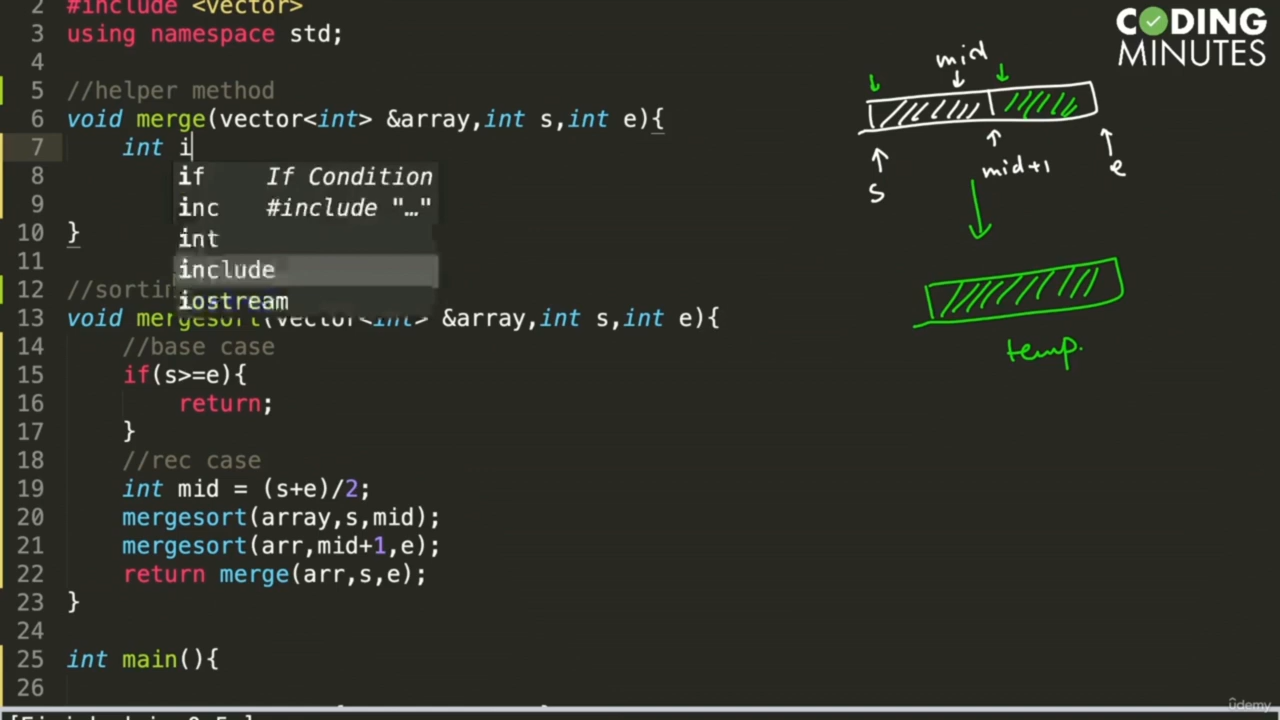 2 #include <vector>
3 using namespace std;
4
5 //helper method
6 void merge(vector<int> &array,int s,int e){
7 int i
8 if If Condition
9 inc #include "…"
10 } int
11 include
12 //sortin
iostream
13 void mergesort(vector<int> &array,int s,int e){
14 //base case
15 if(s>=e){
16 return;
17 }
18 //rec case
19 int mid = (s+e)/2;
20 mergesort(array,s,mid);
21 mergesort(arr,mid+1,e);
22 return merge(arr,s,e);
23 }
24
25 int main(){
26
CODING
MINUTES
mid
s
mid+1
e
temp.
udemy